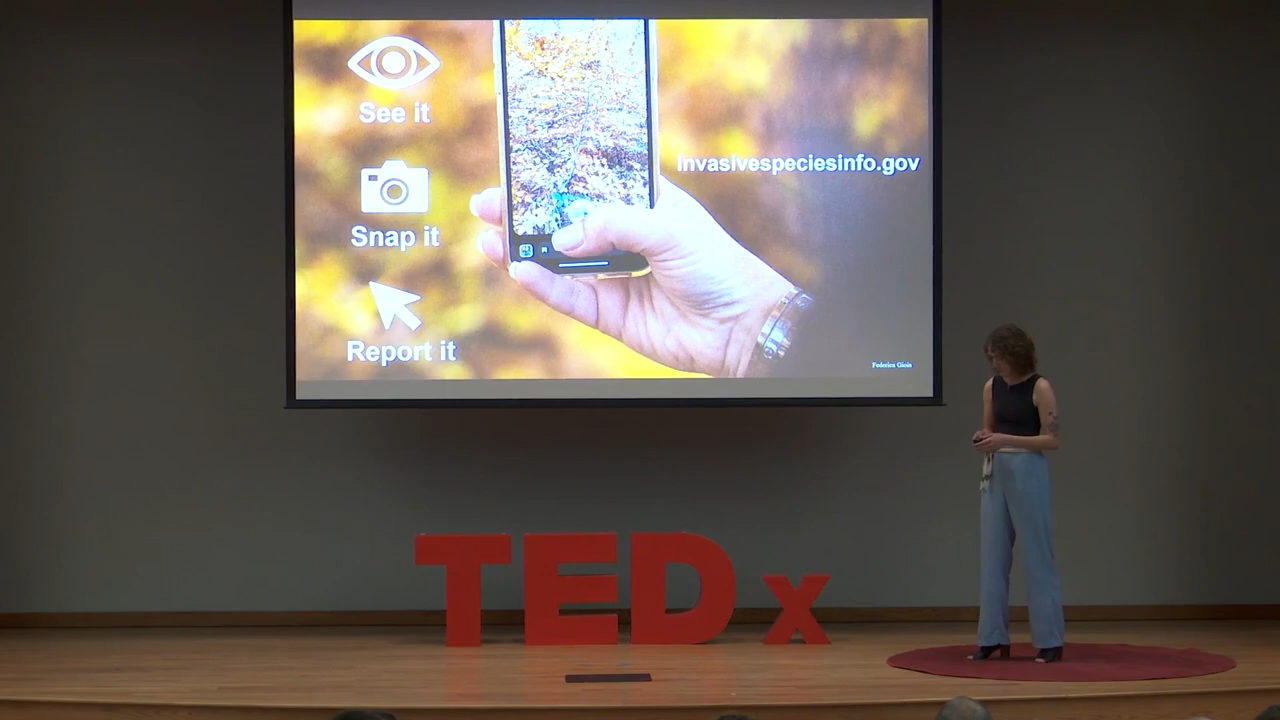 See it
Snap it
Report it
invasivespeciesinfo.gov
Federica Gioia
TEDx